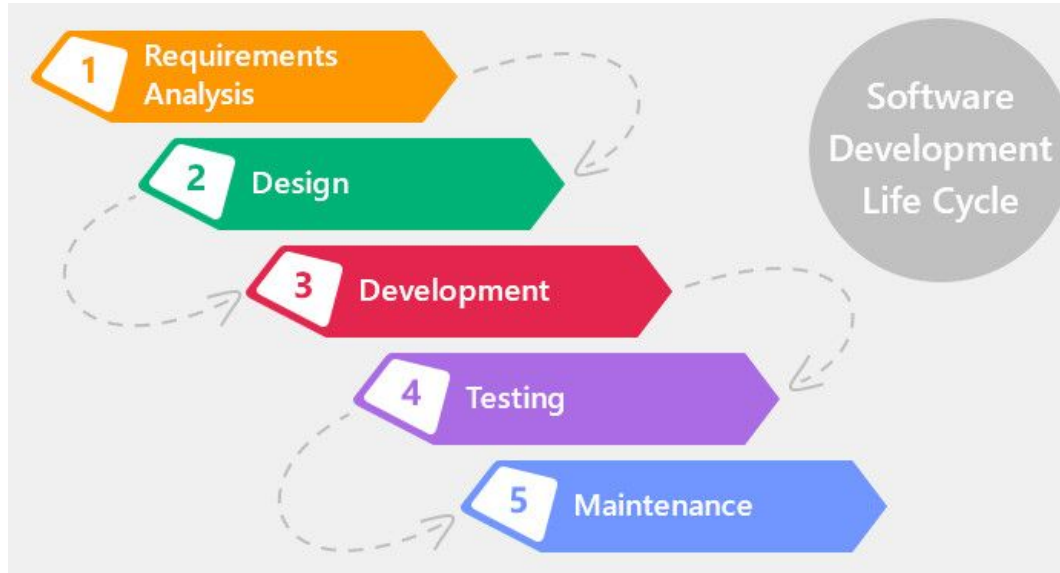 1
Requirements
Analysis
2
Design
3
Development
4
Testing
5
Maintenance
Software
Development
Life Cycle